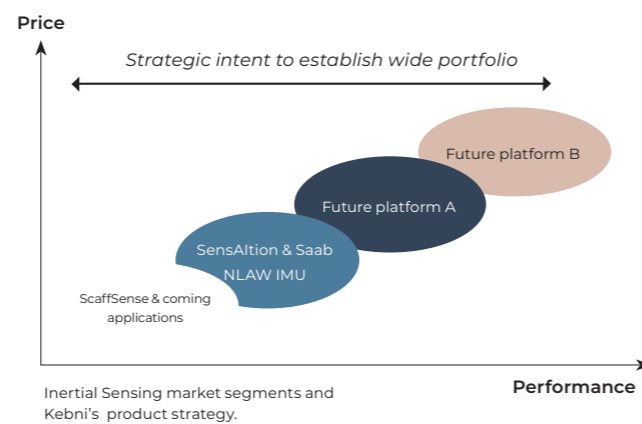 Price
Strategic intent to establish wide portfolio
Future platform B
Future platform A
SensAItion & Saab
NLAW IMU
ScaffSense & coming
applications
Performance
Inertial Sensing market segments and
Kebni's product strategy.